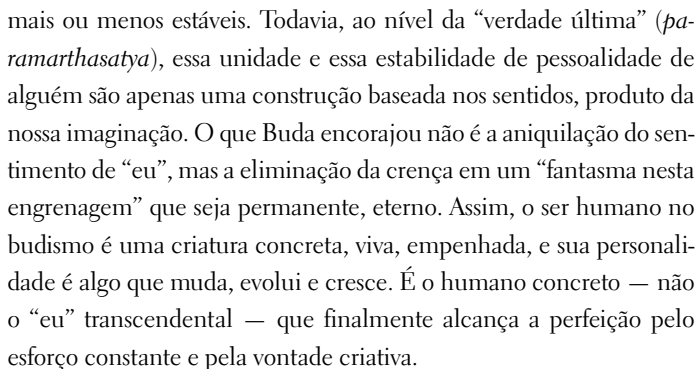 mais ou menos estáveis. Todavia, ao nível da “verdade última” (pa-
ramarthasatya), essa unidade e essa estabilidade de pessoalidade de
alguém são apenas uma construção baseada nos sentidos, produto da
nossa imaginação. O que Buda encorajou não é a aniquilação do sen-
timento de “eu”, mas a eliminação da crença em um “fantasma nesta
engrenagem” que seja permanente, eterno. Assim, o ser humano no
budismo é uma criatura concreta, viva, empenhada, e sua personali-
dade é algo que muda, evolui e cresce. É o humano concreto — não
o “eu” transcendental — que finalmente alcança a perfeição pelo
esforço constante e pela vontade criativa.